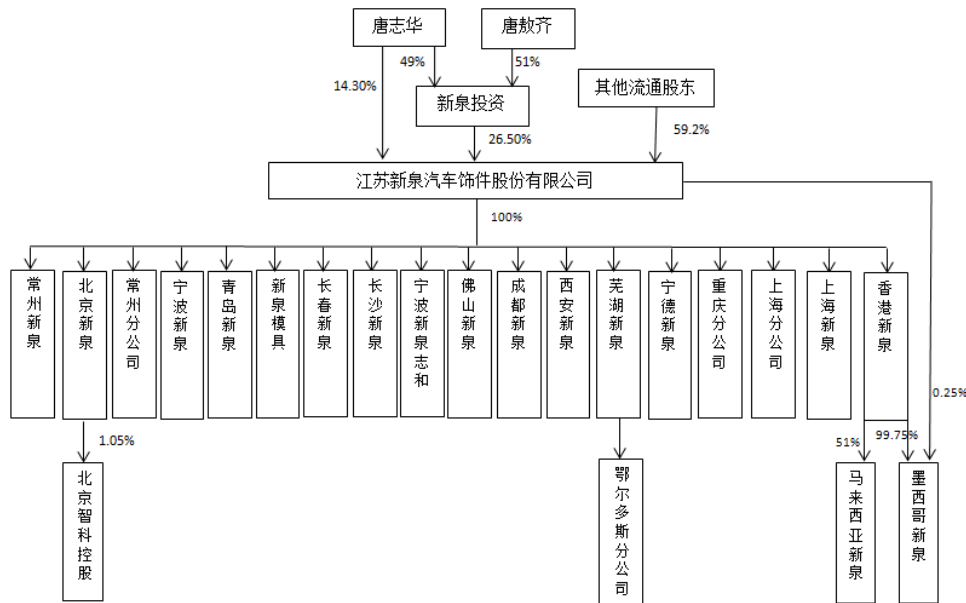 唐志华
唐敖齐
49%
51%
14.30%
新泉投资
其他流通股东
26.50%
59.2%
江苏新泉汽车饰件股份有限公司
100%
常州新泉
北京新泉
常州分公司
宁波新泉
青岛新泉
新泉模具
长春新泉
长沙新泉
宁波新泉志和
佛山新泉
成都新泉
西安新泉
芜湖新泉
宁德新泉
重庆分公司
上海分公司
上海新泉
香港新泉
0.25%
1.05%
51%
99.75%
北京智科控股
鄂尔多斯分公司
马来西亚新泉
墨西哥新泉